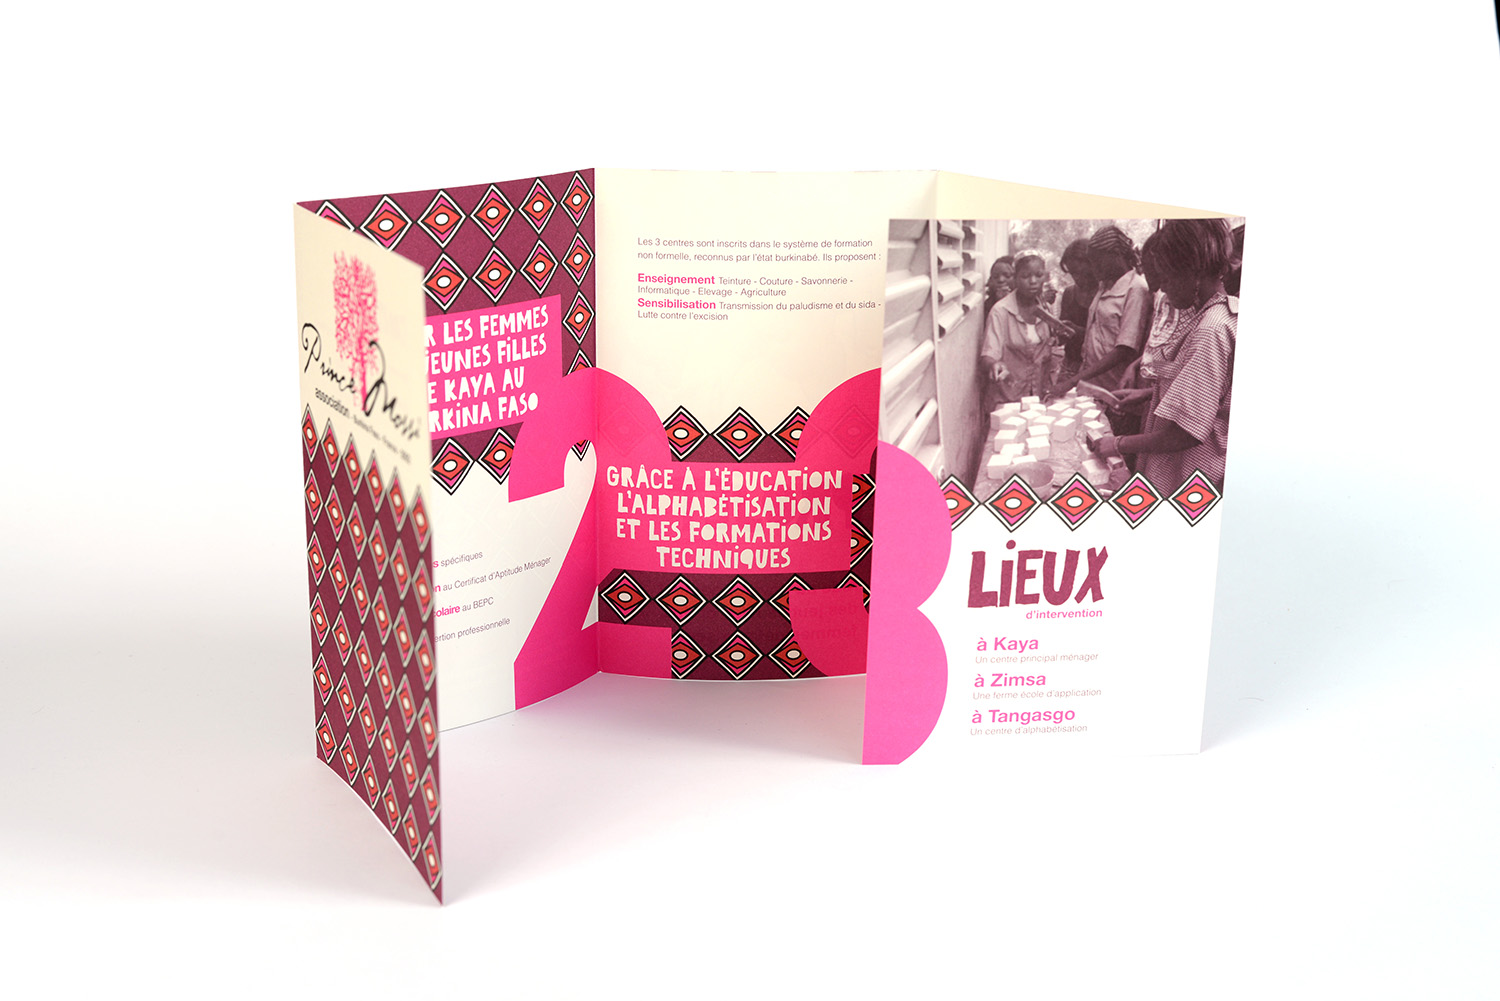 Prince Mossi
association
R LES FEMMES
JEUNES FILLES
E KAYA AU
RKINA FASO
s spécifiques
n au Certificat d'Aptitude Ménager
colaire au BEPC
ertion professionnelle
2
Les 3 centres sont inscrits dans le système de formation
non formelle, reconnus par l'état burkinabé. Ils proposent :
Enseignement Teinture - Couture - Savonnerie -
Informatique - Elevage - Agriculture
Sensibilisation Transmission du paludisme et du sida -
Lutte contre l'excision
GRÂCE À L'ÉDUCATION
L'ALPHABÉTISATION
ET LES FORMATIONS
TECHNIQUES
3
LiEUX
d'intervention
à Kaya
Un centre principal ménager
à Zimsa
Une ferme école d'application
à Tangasgo
Un centre d'alphabétisation